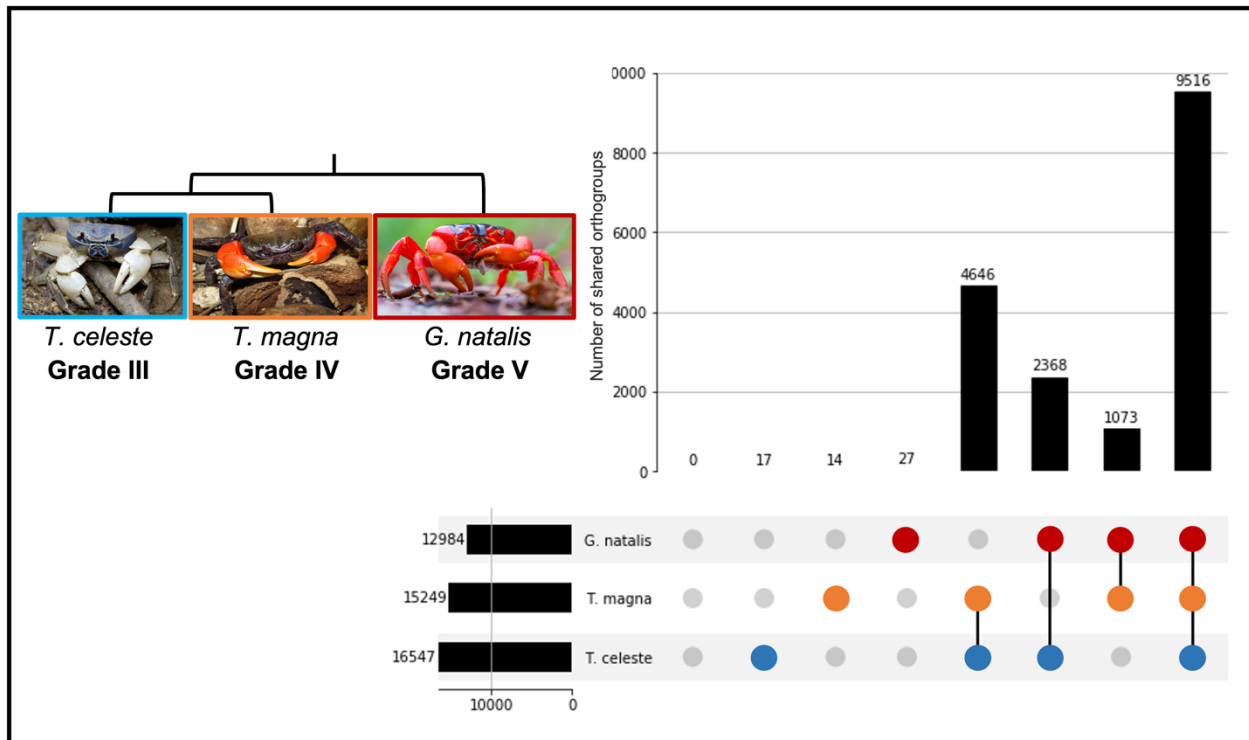 T. celeste
Grade III
T. magna
Grade IV
G. natalis
Grade V
Number of shared orthogroups
0000
8000
6000
4000
2000
0
0
17
14
27
4646
2368
1073
9516
12984
G. natalis
15249
T. magna
16547
T. celeste
10000
0